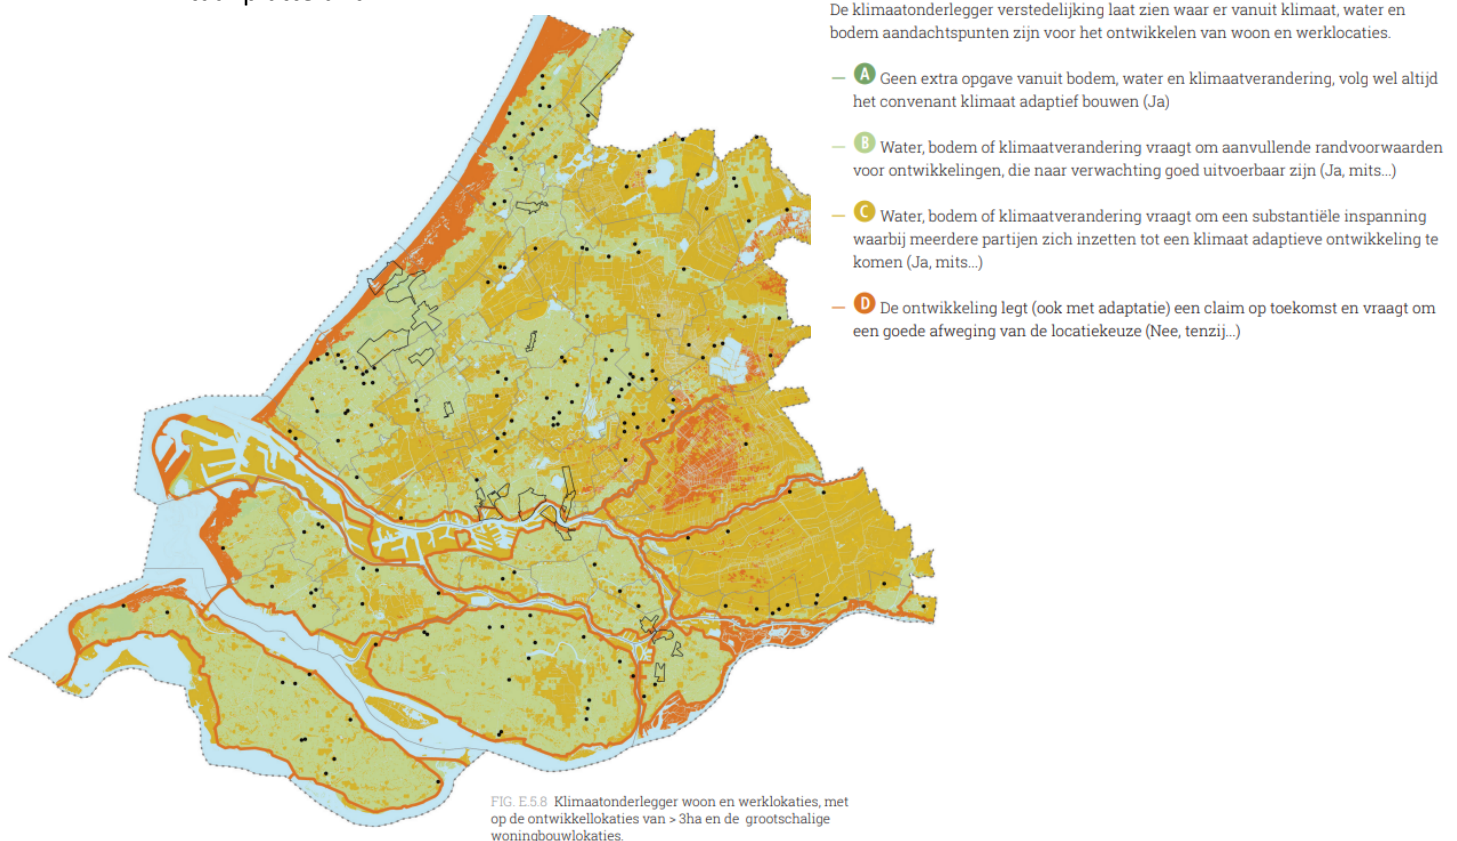 De klimaatonderlegger verstedelijking laat zien waar er vanuit klimaat, water en
bodem aandachtspunten zijn voor het ontwikkelen van woon en werklocaties.
A Geen extra opgave vanuit bodem, water en klimaatverandering, volg wel altijd
het convenant klimaat adaptief bouwen (Ja)
B Water, bodem of klimaatverandering vraagt om aanvullende randvoorwaarden
voor ontwikkelingen, die naar verwachting goed uitvoerbaar zijn (Ja, mits...)
C Water, bodem of klimaatverandering vraagt om een substantiële inspanning
waarbij meerdere partijen zich inzetten tot een klimaat adaptieve ontwikkeling te
komen (Ja, mits...)
D De ontwikkeling legt (ook met adaptatie) een claim op toekomst en vraagt om
een goede afweging van de locatiekeuze (Nee, tenzij...)
FIG. E.5.8 Klimaatonderlegger woon en werklokaties, met
op de ontwikkellokaties van > 3ha en de grootschalige
woningbouwlokaties.